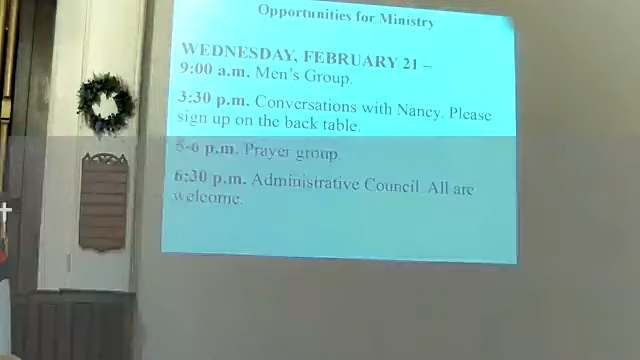 Opportunities for Ministry
WEDNESDAY, FEBRUARY 21 –
9:00 a.m. Men's Group.
3:30 p.m. Conversations with Nancy. Please
sign up on the back table.
5-6 p.m. Prayer group.
6:30 p.m. Administrative Council. All are
welcome.